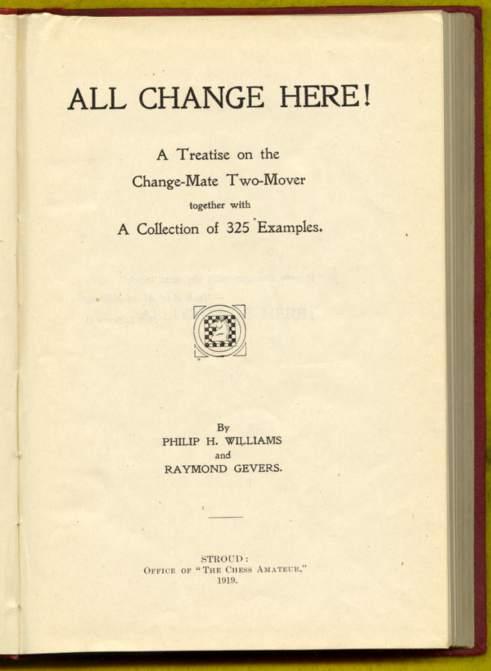 ALL CHANGE HERE!
A Treatise on the
Change-Mate Two-Mover
together with
A Collection of 325 Examples.
By
PHILIP H. WILLIAMS
and
RAYMOND GEVERS.
STROUD:
OFFICE OF "THE CHESS AMATEUR,"
1919.